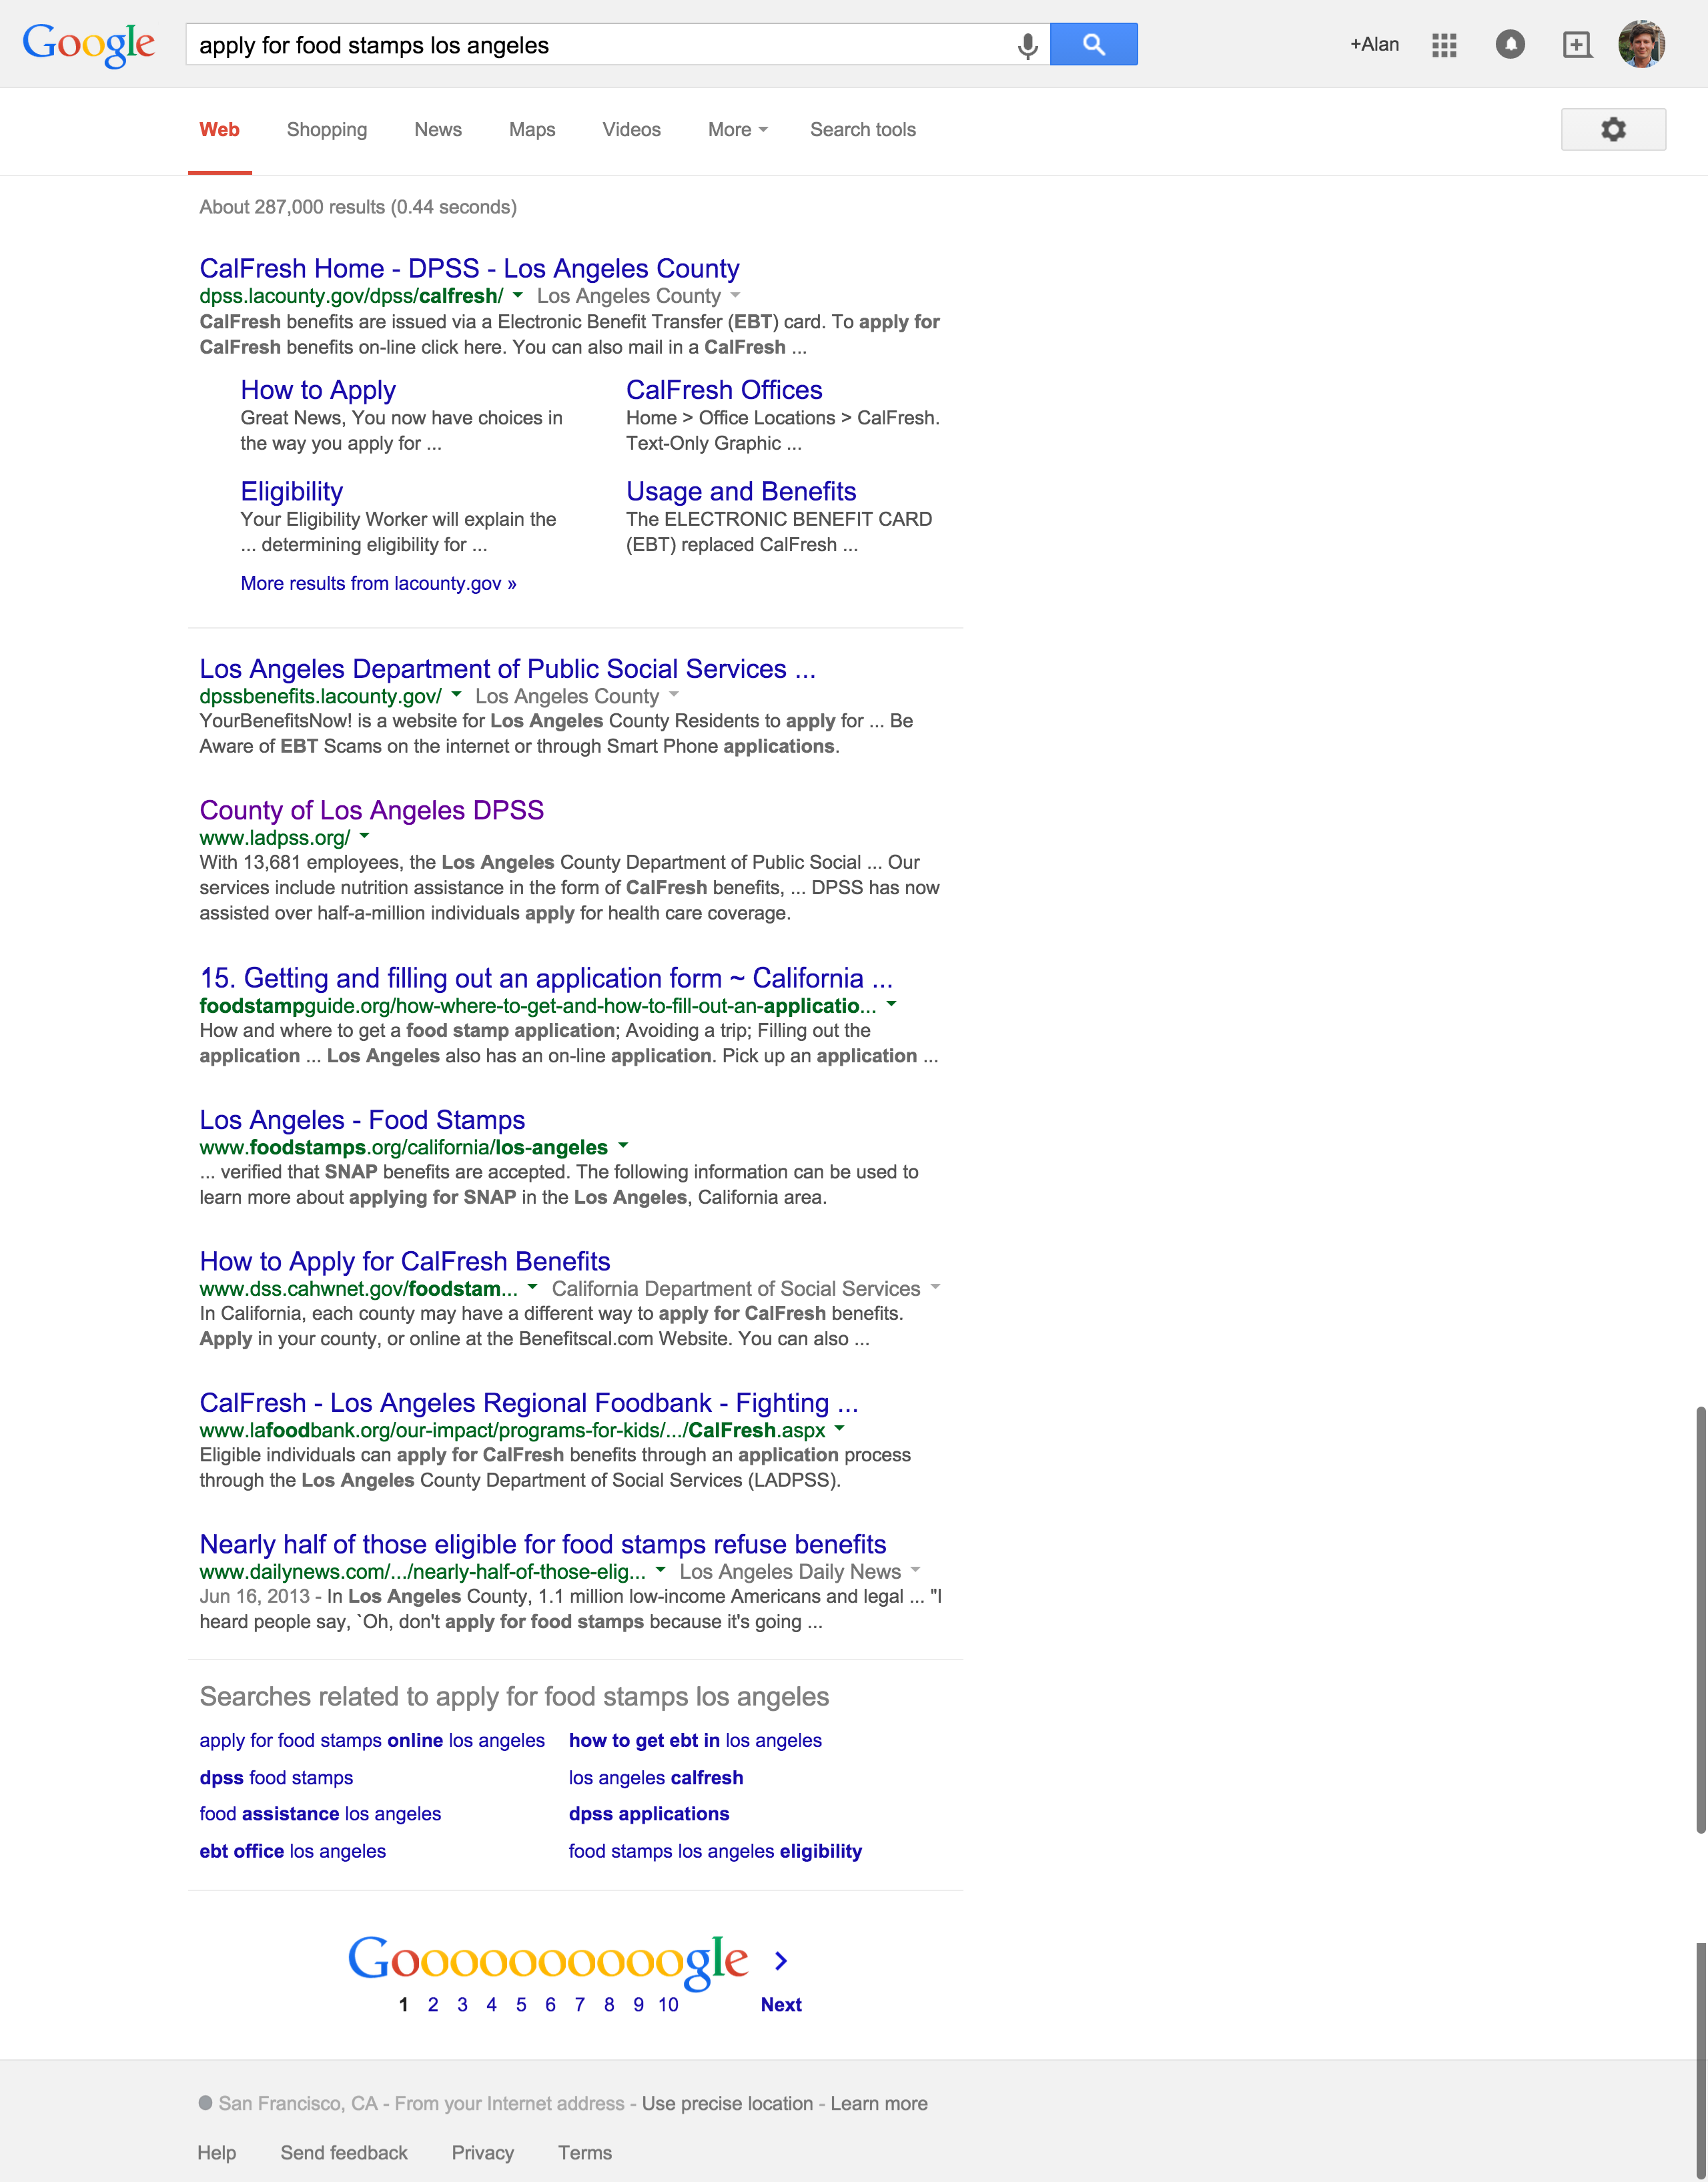 Google
apply for food stamps los angeles
+Alan
Web Shopping News Maps Videos More Search tools
About 287,000 results (0.44 seconds)
CalFresh Home - DPSS - Los Angeles County
dpss.lacounty.gov/dpss/calfresh/ Los Angeles County
CalFresh benefits are issued via a Electronic Benefit Transfer (EBT) card. To apply for
CalFresh benefits on-line click here. You can also mail in a CalFresh ...
How to Apply
Great News, You now have choices in
the way you apply for ...
CalFresh Offices
Home > Office Locations > CalFresh.
Text-Only Graphic ...
Eligibility
Your Eligibility Worker will explain the
... determining eligibility for ...
Usage and Benefits
The ELECTRONIC BENEFIT CARD
(EBT) replaced CalFresh ...
More results from lacounty.gov »
Los Angeles Department of Public Social Services ...
dpssbenefits.lacounty.gov/ Los Angeles County
YourBenefitsNow! is a website for Los Angeles County Residents to apply for ... Be
Aware of EBT Scams on the internet or through Smart Phone applications.
County of Los Angeles DPSS
www.ladpss.org/
With 13,681 employees, the Los Angeles County Department of Public Social ... Our
services include nutrition assistance in the form of CalFresh benefits, ... DPSS has now
assisted over half-a-million individuals apply for health care coverage.
15. Getting and filling out an application form ~ California ...
foodstampguide.org/how-where-to-get-and-how-to-fill-out-an-applicatio...
How and where to get a food stamp application; Avoiding a trip; Filling out the
application ... Los Angeles also has an on-line application. Pick up an application ...
Los Angeles - Food Stamps
www.foodstamps.org/california/los-angeles
... verified that SNAP benefits are accepted. The following information can be used to
learn more about applying for SNAP in the Los Angeles, California area.
How to Apply for CalFresh Benefits
www.dss.cahwnet.gov/foodstam... California Department of Social Services
In California, each county may have a different way to apply for CalFresh benefits.
Apply in your county, or online at the Benefitscal.com Website. You can also ...
CalFresh - Los Angeles Regional Foodbank - Fighting ...
www.lafoodbank.org/our-impact/programs-for-kids/.../CalFresh.aspx
Eligible individuals can apply for CalFresh benefits through an application process
through the Los Angeles County Department of Social Services (LADPSS).
Nearly half of those eligible for food stamps refuse benefits
www.dailynews.com/.../nearly-half-of-those-elig... Los Angeles Daily News
Jun 16, 2013 - In Los Angeles County, 1.1 million low-income Americans and legal ... "I
heard people say, `Oh, don't apply for food stamps because it's going ...
Searches related to apply for food stamps los angeles
apply for food stamps online los angeles how to get ebt in los angeles
dpss food stamps los angeles calfresh
food assistance los angeles dpss applications
ebt office los angeles food stamps los angeles eligibility
Goooooooooogle
1 2 3 4 5 6 7 8 9 10 Next
San Francisco, CA - From your Internet address - Use precise location - Learn more
Help Send feedback Privacy Terms